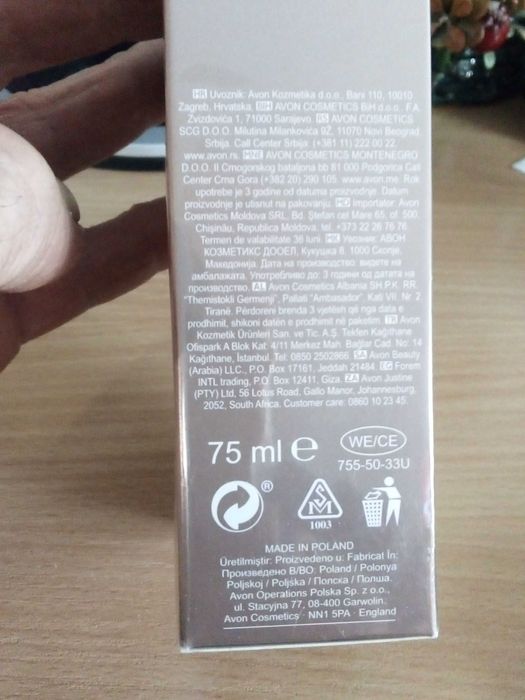 HR Uvoznik: Avon Kozmetika d.o.o., Bani 110, 10010
Zagreb, Hrvatska. BIH AVON COSMETICS BiH d.o.o., F.A.
Zvizdovica 1, 71000 Sarajevo. RS AVON COSMETICS
SCG D.O.O. Milutina Milankovića 9Ž, 11070 Novi Beograd
Srbija. Call Center Srbija (+381 11) 222 00 22
www.avon.rs MNE AVON COSMETICS MONTENEGRO
D.O.O. II Crnogorskog bataljona bb 81 000 Podgorica Call
Center Crna Gora (+382 20) 290 105 www.avon.me. Rok
upotrebe je 3 godine od datuma proizvodnje. Datum
proizvodnje je utisnut na pakovanju. MD Importator: Avon
Cosmetics Moldova SRL, Bd. Ştefan cel Mare 65, of. 500,
Chişinău, Republica Moldova, tel. +373 22 26 76 76
Termen de valabilitate 36 luni. MK Увозник: АВОН
КОЗМЕТИКС ДООЕЛ, Кукушка 8, 1000 Скопје,
Македонија. Дата на производство: видете на
амбалажата. Употребливо до: 3 години од датата на
производство. AL Avon Cosmetics Albania SH.P.K. RR.
"Themistokli Germenji", Pallati "Ambasador", Kati VII, Nr. 2
Tiranë. Përdoreni brenda 3 vjetësh që nga data e
prodhimit, shikoni datën e prodhimit në paketim. TR Avon
Kozmetik Ürünleri San. ve Tic. A.Ş. Tekfen Kağıthane
Ofispark A Blok Kat: 4/11 Merkez Mah. Bağlar Cad. No: 14
Kağıthane, İstanbul. Tel: 0850 2502866 SA Avon Beauty
(Arabia) LLC., P.O. Box 17161, Jeddah 21484. EG Forem
INTL trading, P.O. Box 12411, Giza. ZA Avon Justine
(PTY) Ltd, 56 Lotus Road, Gallo Manor, Johannesburg,
2052, South Africa. Customer care: 0860 10 23 45.
75 ml e
WE/CE
755-50-33U
®
SM
1003
MADE IN POLAND
Üretilmiştir: Proizvedeno u: Fabricat În:
Произведено В/ВО: Poland / Polonya
Poljskoj / Poljška / Полска / Полша.
Avon Operations Polska Sp. z o.o.,
ul. Stacyjna 77, 08-400 Garwolin.
Avon Cosmetics · NN1 5PA · England